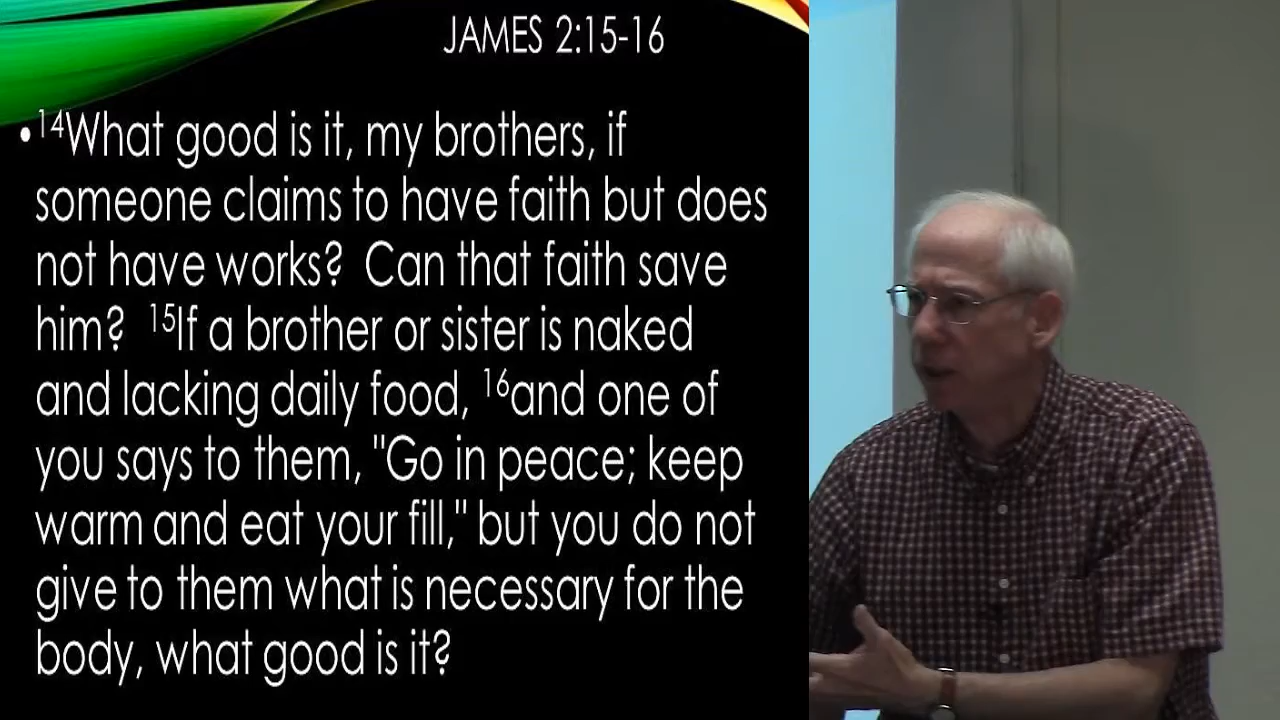 JAMES 2:15-16
•¹⁴What good is it, my brothers, if
someone claims to have faith but does
not have works?  Can that faith save
him?  ¹⁵If a brother or sister is naked
and lacking daily food, ¹⁶and one of
you says to them, "Go in peace; keep
warm and eat your fill," but you do not
give to them what is necessary for the
body, what good is it?